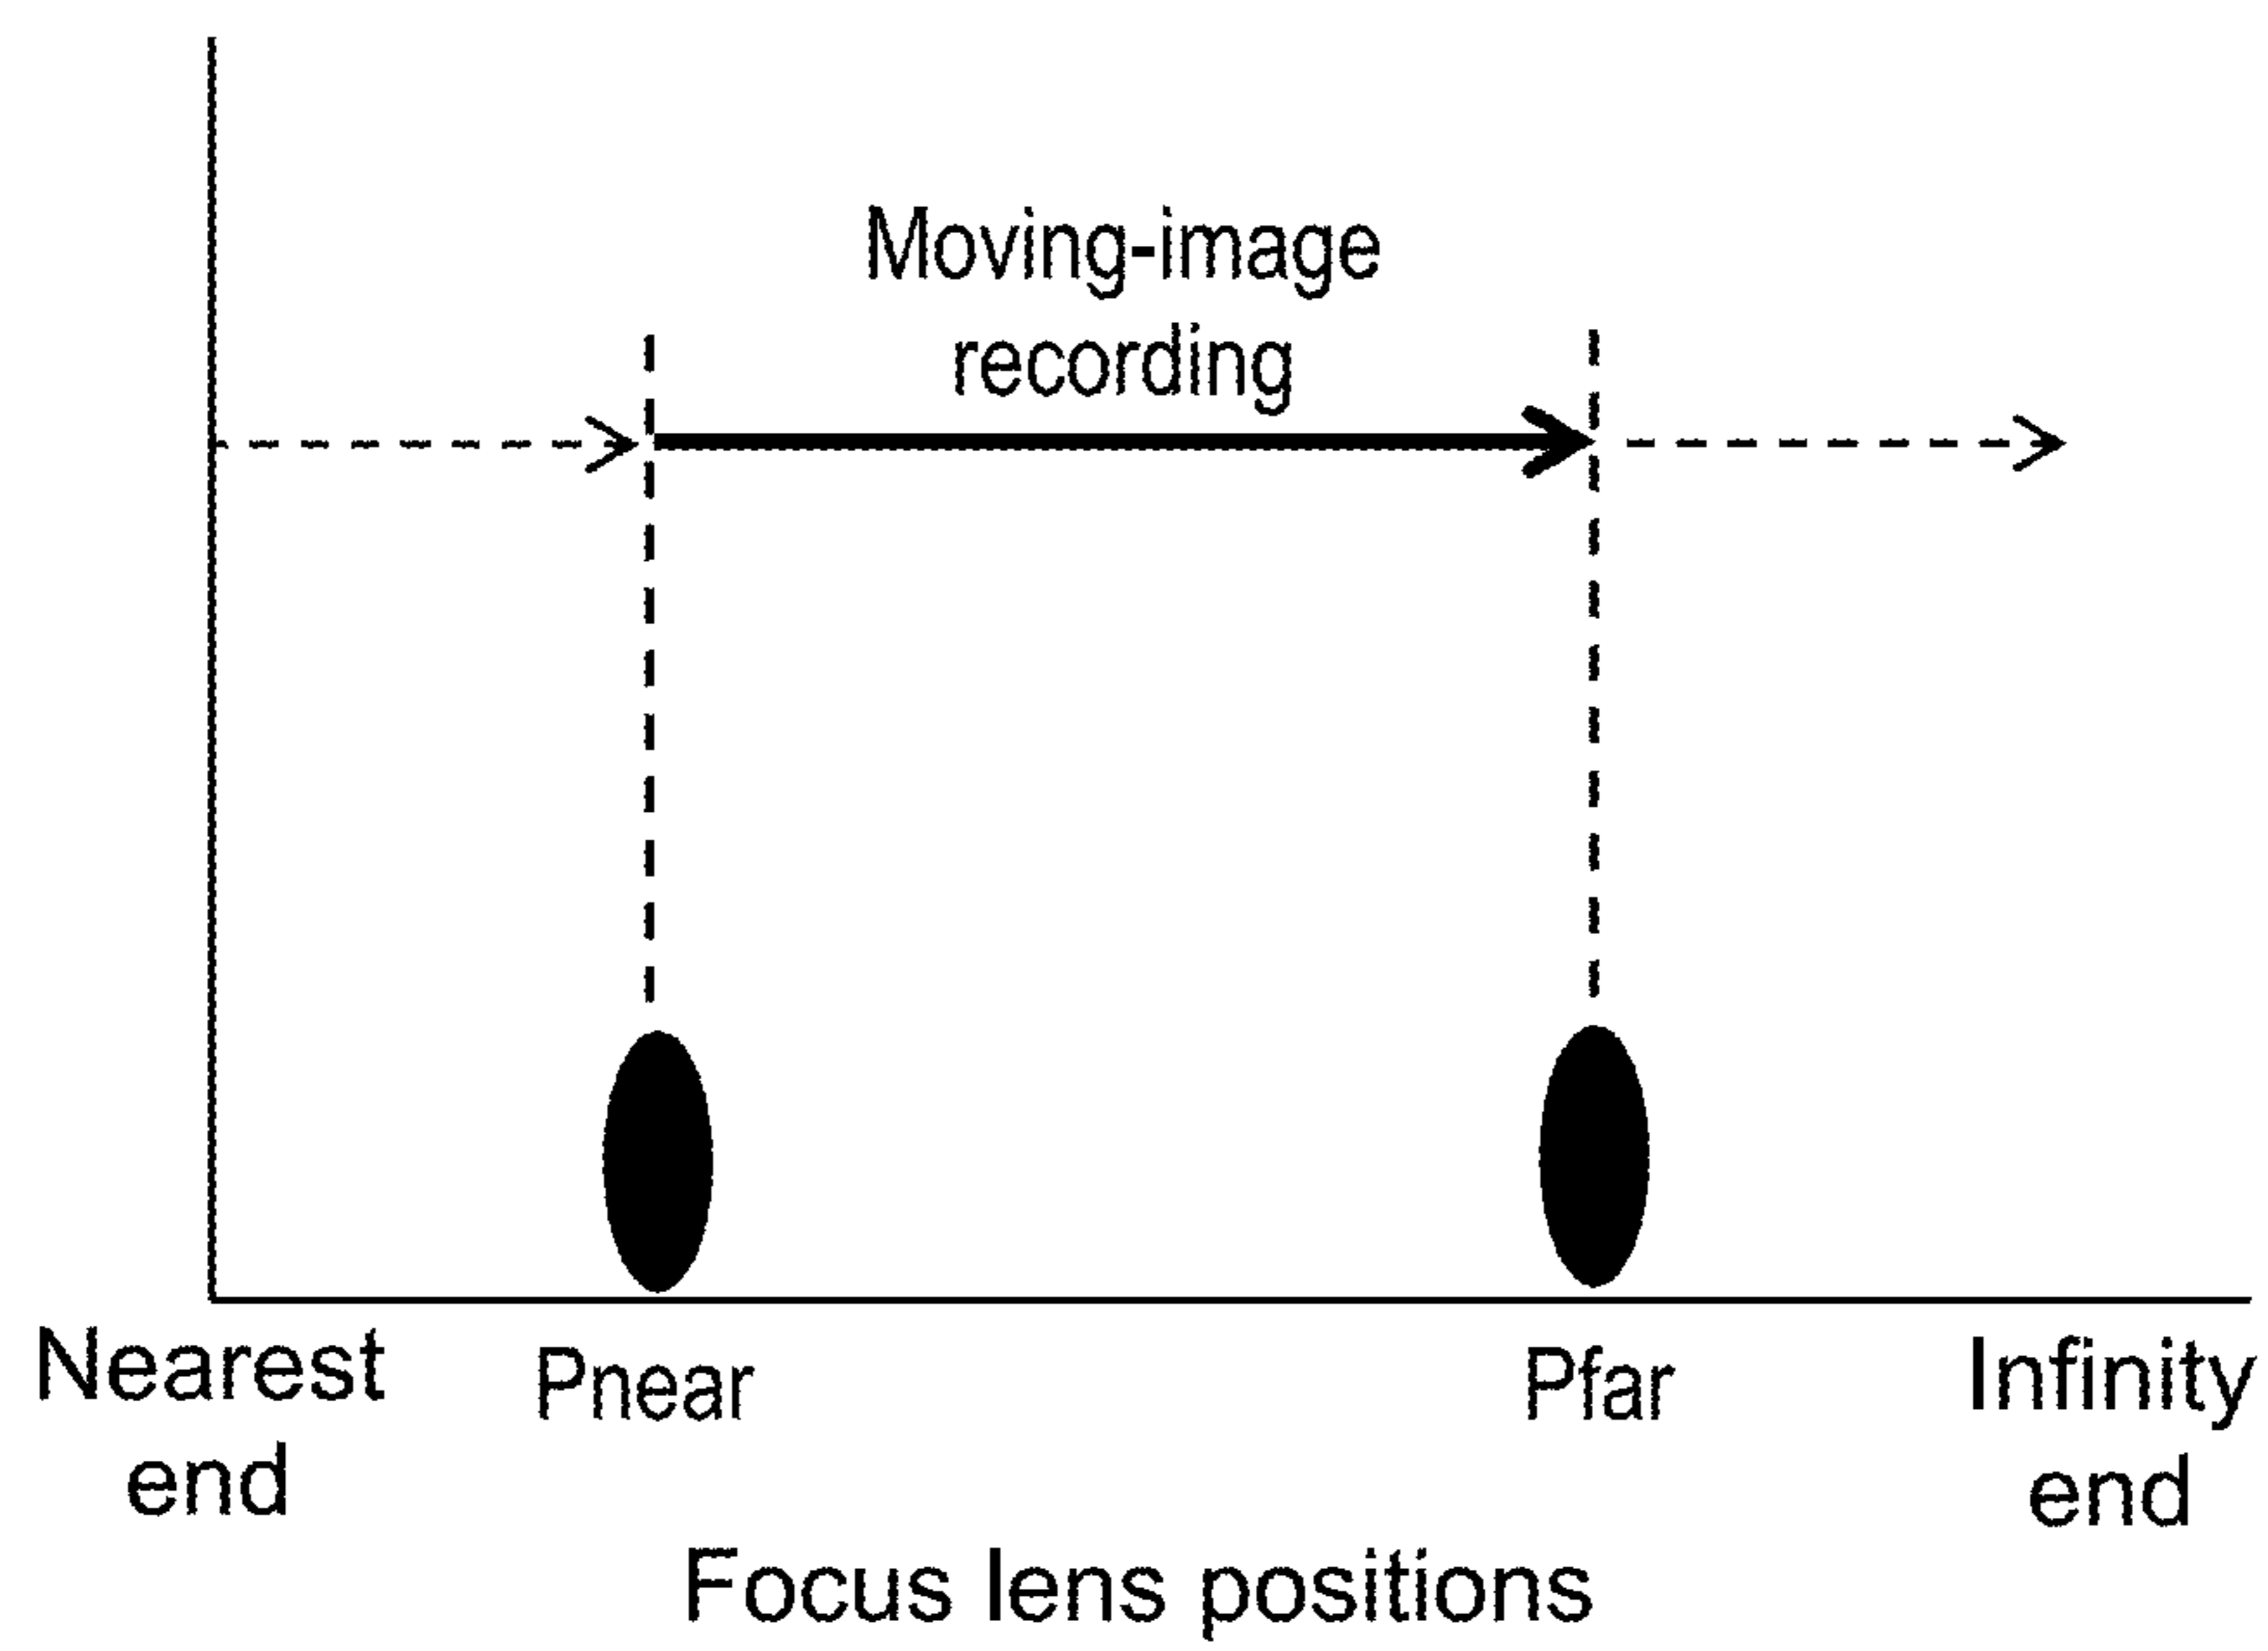 Moving-image
recording
Nearest
end
Pnear
Pfar
Infinity
end
Focus lens positions